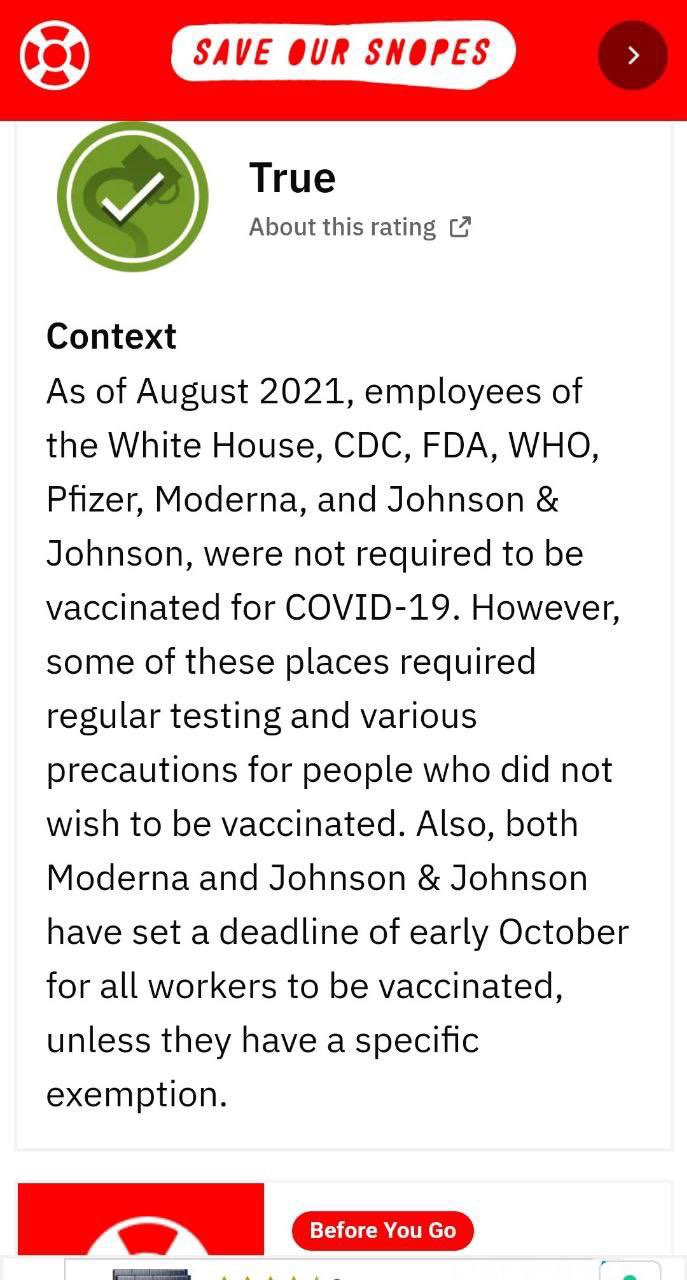 SAVE OUR SNOPES
True
About this rating
Context
As of August 2021, employees of
the White House, CDC, FDA, WHO,
Pfizer, Moderna, and Johnson &
Johnson, were not required to be
vaccinated for COVID-19. However,
some of these places required
regular testing and various
precautions for people who did not
wish to be vaccinated. Also, both
Moderna and Johnson & Johnson
have set a deadline of early October
for all workers to be vaccinated,
unless they have a specific
exemption.
Before You Go